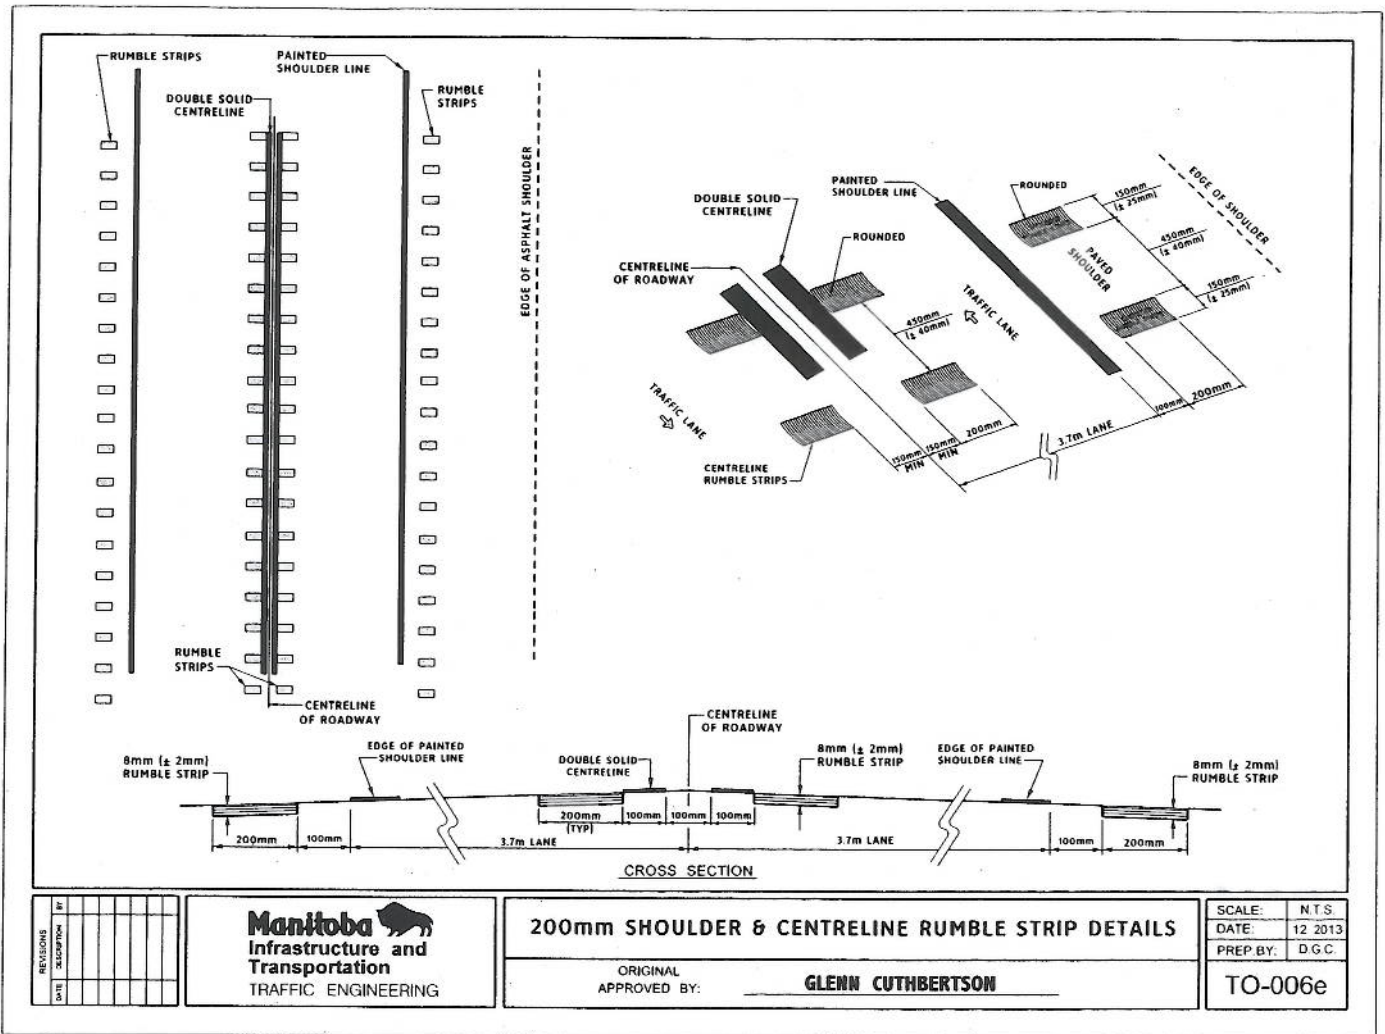 RUMBLE STRIPS
PAINTED
SHOULDER LINE
DOUBLE SOLID
CENTRELINE
RUMBLE
STRIPS
EDGE OF ASPHALT SHOULDER
RUMBLE
STRIPS
CENTRELINE
OF ROADWAY
PAINTED
SHOULDER LINE
DOUBLE SOLID
CENTRELINE
ROUNDED
CENTRELINE
OF ROADWAY
ROUNDED
150mm
(± 25mm)
EDGE OF SHOULDER
450mm
(± 40mm)
PAVED
SHOULDER
150mm
(± 25mm)
TRAFFIC LANE
450mm
(± 40mm)
TRAFFIC LANE
CENTRELINE
RUMBLE STRIPS
150mm
MIN
150mm
MIN
200mm
3.7m LANE
100mm
200mm
CENTRELINE
OF ROADWAY
8mm (± 2mm)
RUMBLE STRIP
EDGE OF PAINTED
SHOULDER LINE
DOUBLE SOLID
CENTRELINE
8mm (± 2mm)
RUMBLE STRIP
EDGE OF PAINTED
SHOULDER LINE
8mm (± 2mm)
RUMBLE STRIP
200mm
100mm
3.7m LANE
200mm
(TYP)
100mm
100mm
100mm
3.7m LANE
100mm
200mm
CROSS SECTION
REVISIONS
DATE
DESCRIPTION
BY
Manitoba
Infrastructure and
Transportation
TRAFFIC ENGINEERING
200mm SHOULDER & CENTRELINE RUMBLE STRIP DETAILS
ORIGINAL
APPROVED BY:
GLENN CUTHBERTSON
SCALE: N.T.S.
DATE: 12 2013
PREP.BY: D.G.C.
TO-006e